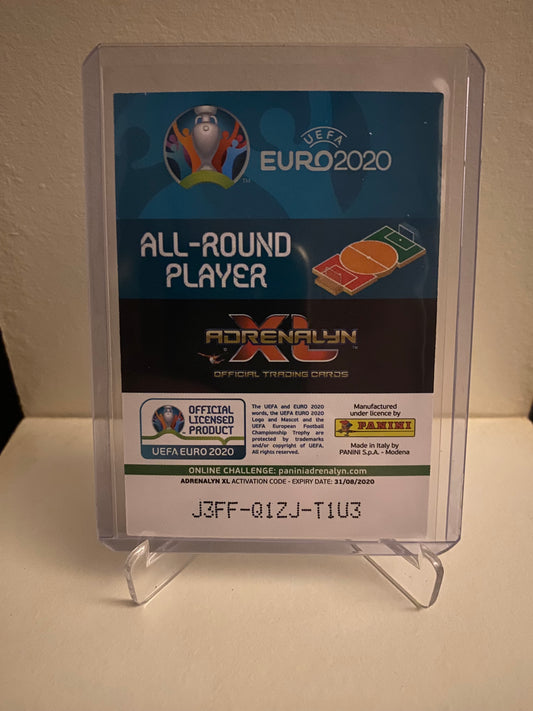 UEFA
EURO2020
™
ALL-ROUND
PLAYER
ADRENALYN
XL™
OFFICIAL TRADING CARDS
OFFICIAL
LICENSED
PRODUCT
UEFA EURO 2020
The UEFA and EURO 2020
words, the UEFA EURO 2020
Logo and Mascot and the
UEFA European Football
Championship Trophy are
protected by trademarks
and/or copyright of UEFA.
All rights reserved.
Manufactured
under licence by
PANINI
Made in Italy by
PANINI S.p.A. - Modena
ONLINE CHALLENGE: paniniadrenalyn.com
ADRENALYN XL ACTIVATION CODE - EXPIRY DATE: 31/08/2020
J3FF-Q1ZJ-T1U3